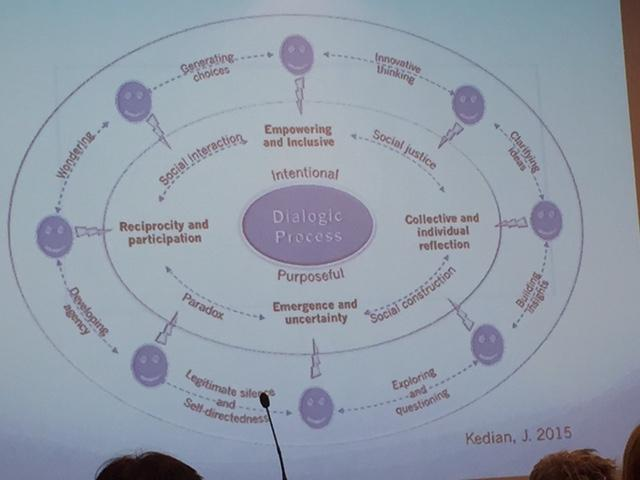 Generating
choices
Innovative
thinking
Wondering
Clarifying
ideas
Social interaction
Empowering
and Inclusive
Social justice
Intentional
Dialogic
Process
Purposeful
Reciprocity and
participation
Collective and
individual
reflection
Developing
agency
Paradox
Emergence and
uncertainty
Social construction
Building
insights
Legitimate silence
and
Self-directedness
Exploring
and
questioning
Kedian, J. 2015